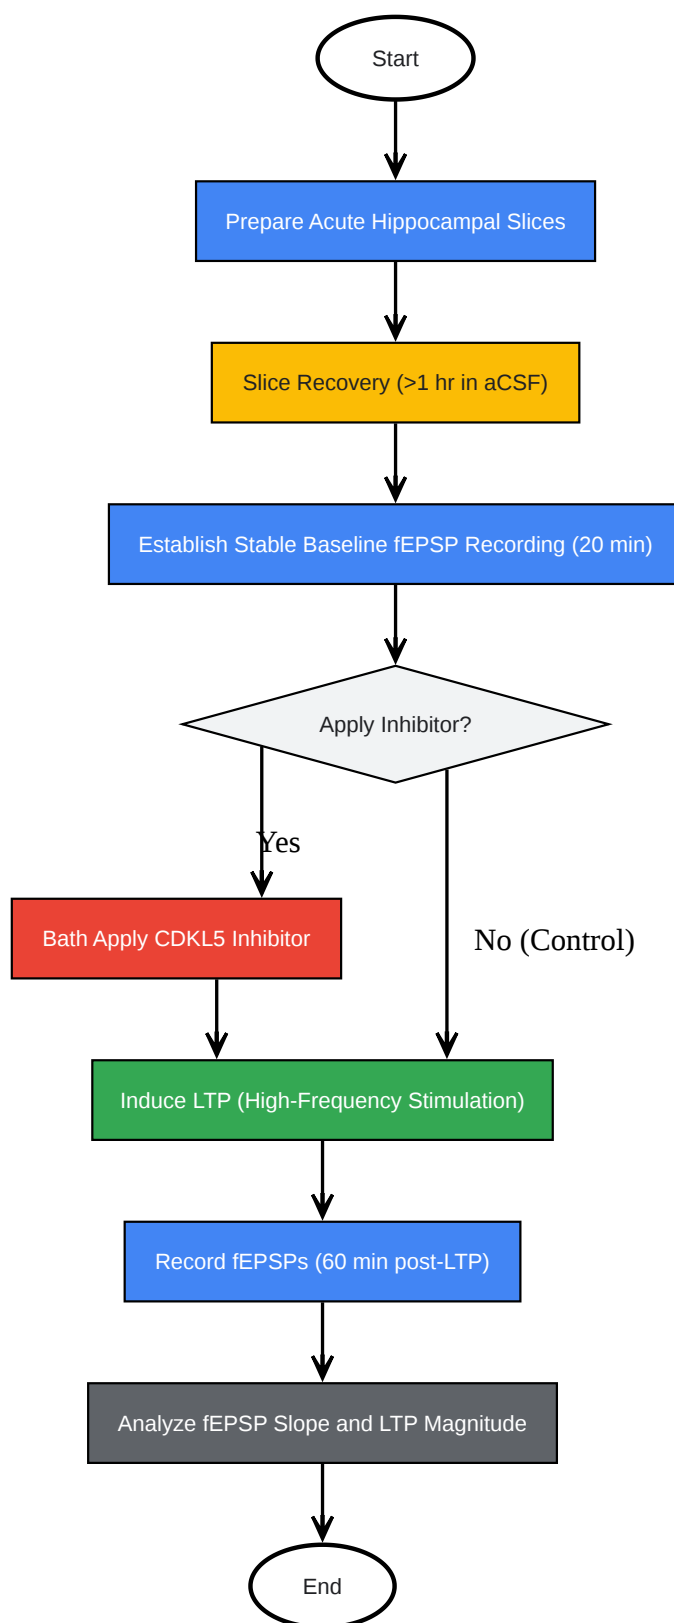 Start
Prepare Acute Hippocampal Slices
Slice Recovery (>1 hr in aCSF)
Establish Stable Baseline fEPSP Recording (20 min)
Apply Inhibitor?
Yes
Bath Apply CDKL5 Inhibitor
No (Control)
Induce LTP (High-Frequency Stimulation)
Record fEPSPs (60 min post-LTP)
Analyze fEPSP Slope and LTP Magnitude
End